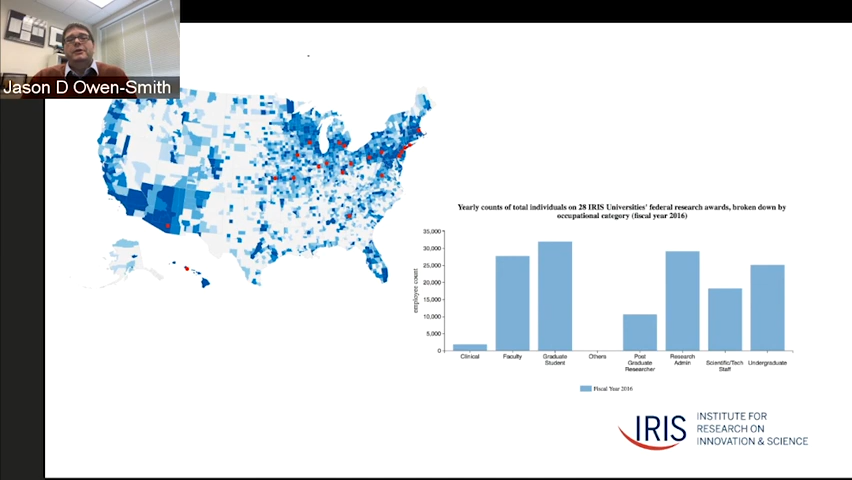 Jason D Owen-Smith
Yearly counts of total individuals on 28 IRIS Universities' federal research awards, broken down by
occupational category (fiscal year 2016)
employee count
35,000
30,000
25,000
20,000
15,000
10,000
5,000
0
Clinical
Faculty
Graduate
Student
Others
Post
Graduate
Researcher
Research
Admin
Scientific/Tech
Staff
Undergraduate
Fiscal Year 2016
IRIS
INSTITUTE FOR
RESEARCH ON
INNOVATION & SCIENCE